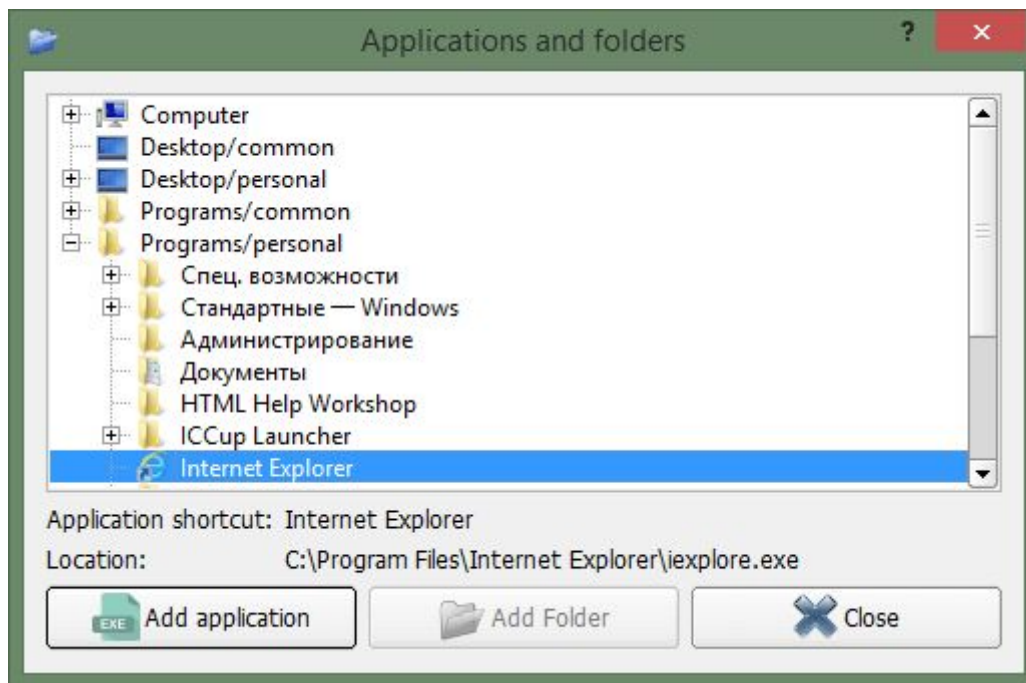 Applications and folders ?
Computer
Desktop/common
Desktop/personal
Programs/common
Programs/personal
Спец. возможности
Стандартные — Windows
Администрирование
Документы
HTML Help Workshop
ICCup Launcher
Internet Explorer
Application shortcut: Internet Explorer
Location: C:\Program Files\Internet Explorer\iexplore.exe
EXE Add application Add Folder Close